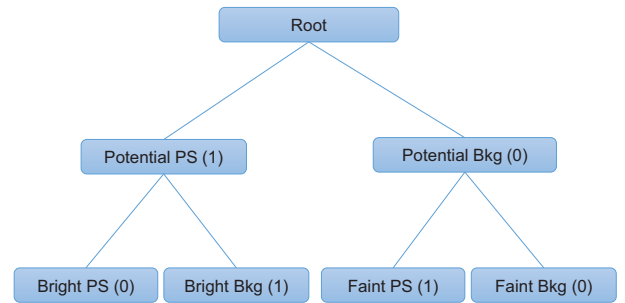 Root
Potential PS (1)
Potential Bkg (0)
Bright PS (0)
Bright Bkg (1)
Faint PS (1)
Faint Bkg (0)